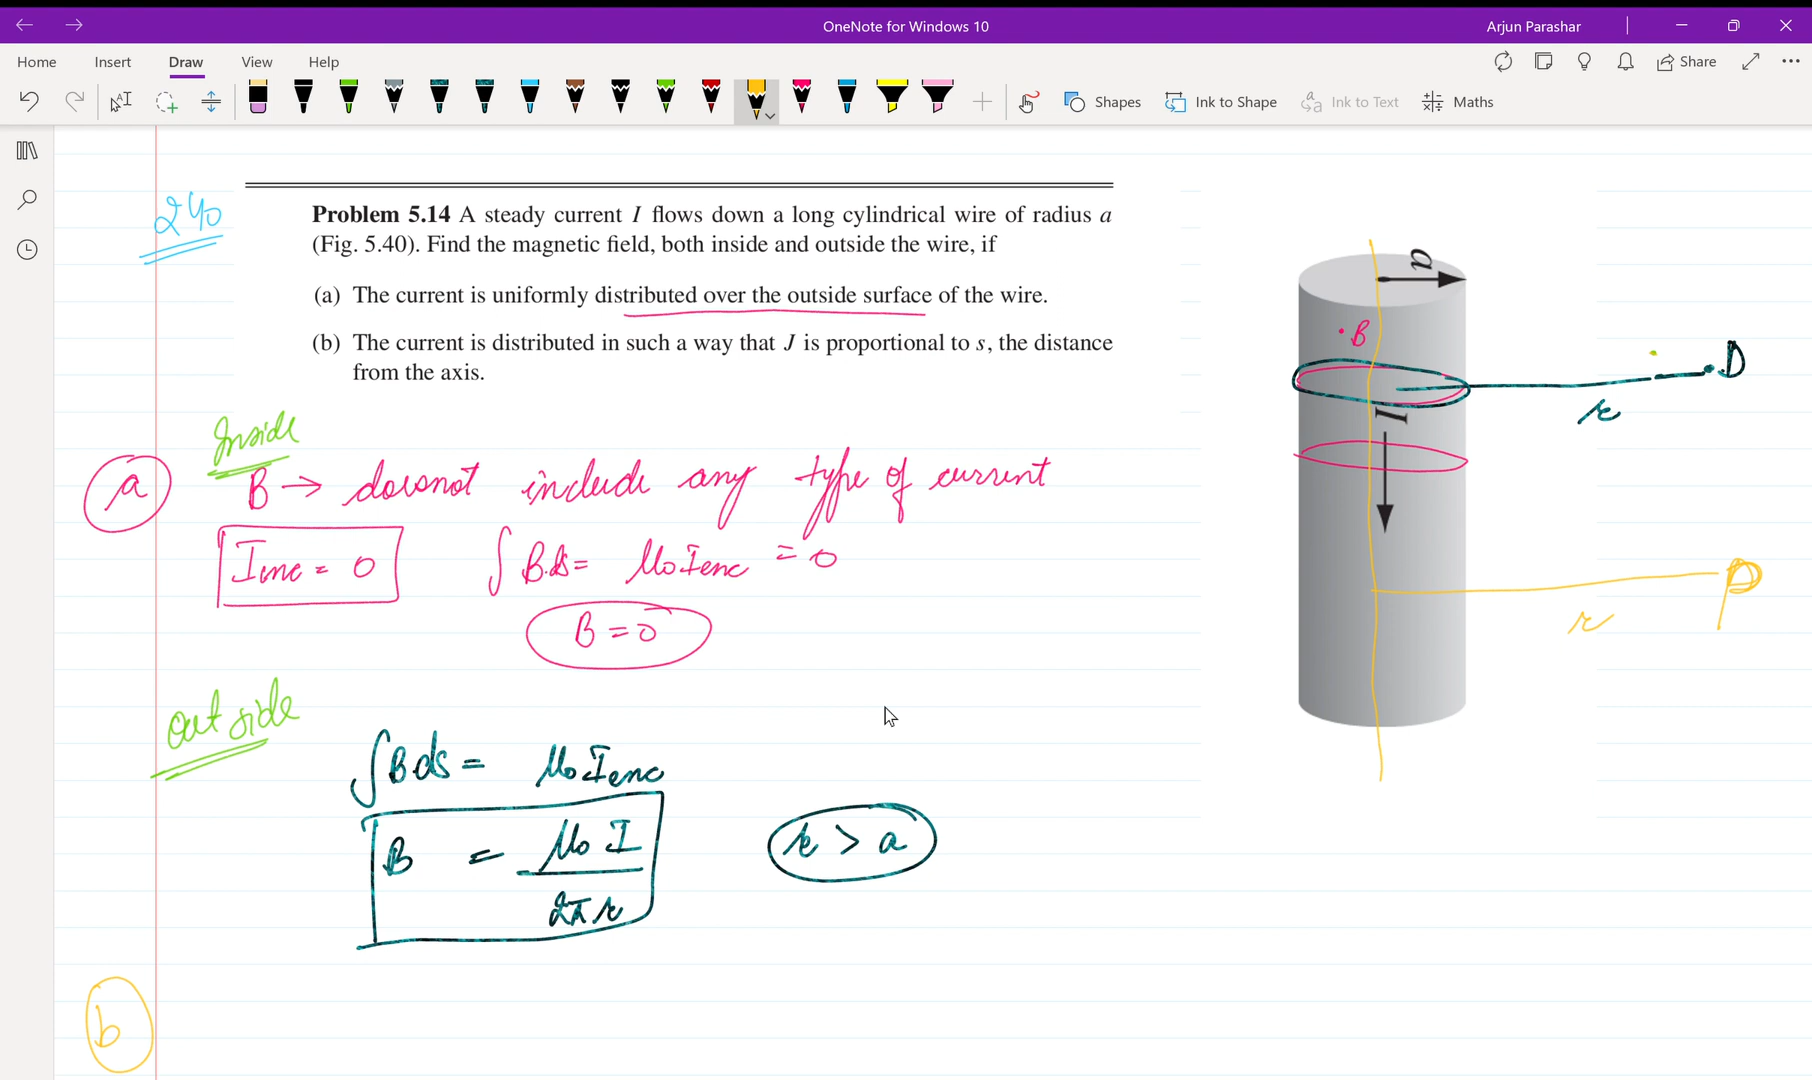 OneNote for Windows 10
Arjun Parashar
Home Insert Draw View Help
Share
Shapes Ink to Shape Ink to Text Maths
240
Problem 5.14 A steady current I flows down a long cylindrical wire of radius a
(Fig. 5.40). Find the magnetic field, both inside and outside the wire, if
(a) The current is uniformly distributed over the outside surface of the wire.
(b) The current is distributed in such a way that J is proportional to s, the distance
from the axis.
a
B
D
r
I
P
r
Inside
a
B → doesnot include any type of current
Ienc = 0 ∫B.ds = μ₀Ienc = 0
B = 0
outside
∫B.ds = μ₀Ienc
B = μ₀I / 2πr r > a
b